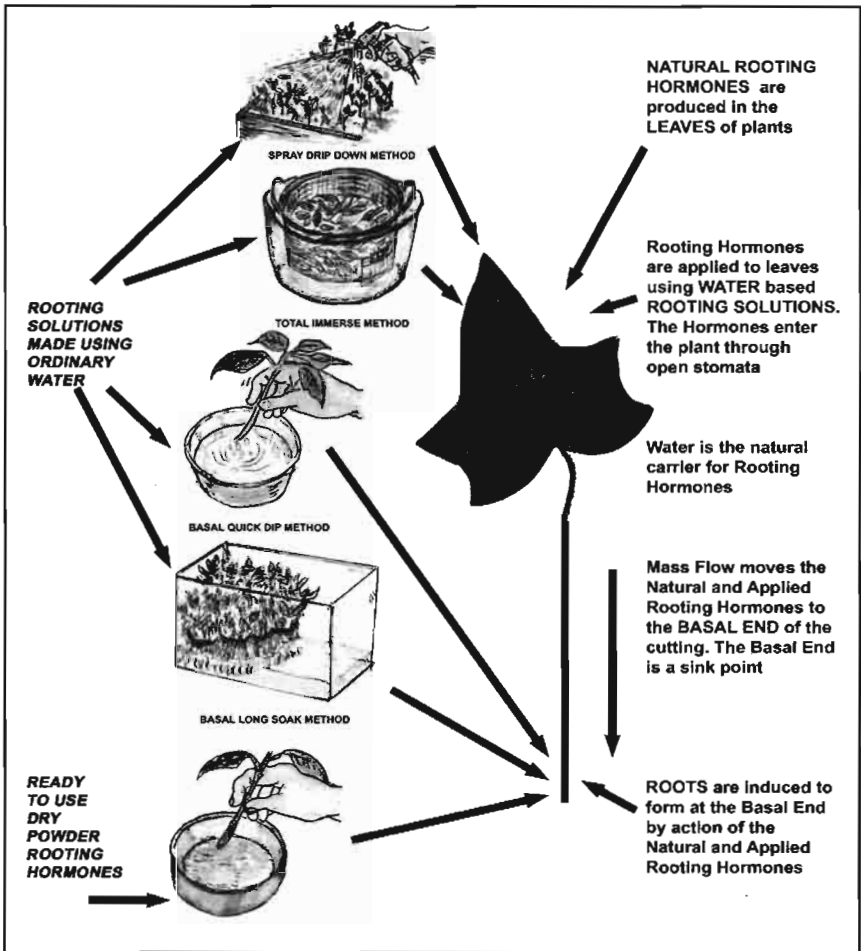 SPRAY DRIP DOWN METHOD
TOTAL IMMERSE METHOD
BASAL QUICK DIP METHOD
BASAL LONG SOAK METHOD
ROOTING
SOLUTIONS
MADE USING
ORDINARY
WATER
READY
TO USE
DRY
POWDER
ROOTING
HORMONES
NATURAL ROOTING
HORMONES are
produced in the
LEAVES of plants
Rooting Hormones
are applied to leaves
using WATER based
ROOTING SOLUTIONS.
The Hormones enter
the plant through
open stomata
Water is the natural
carrier for Rooting
Hormones
Mass Flow moves the
Natural and Applied
Rooting Hormones to
the BASAL END of the
cutting. The Basal End
is a sink point
ROOTS are induced to
form at the Basal End
by action of the
Natural and Applied
Rooting Hormones